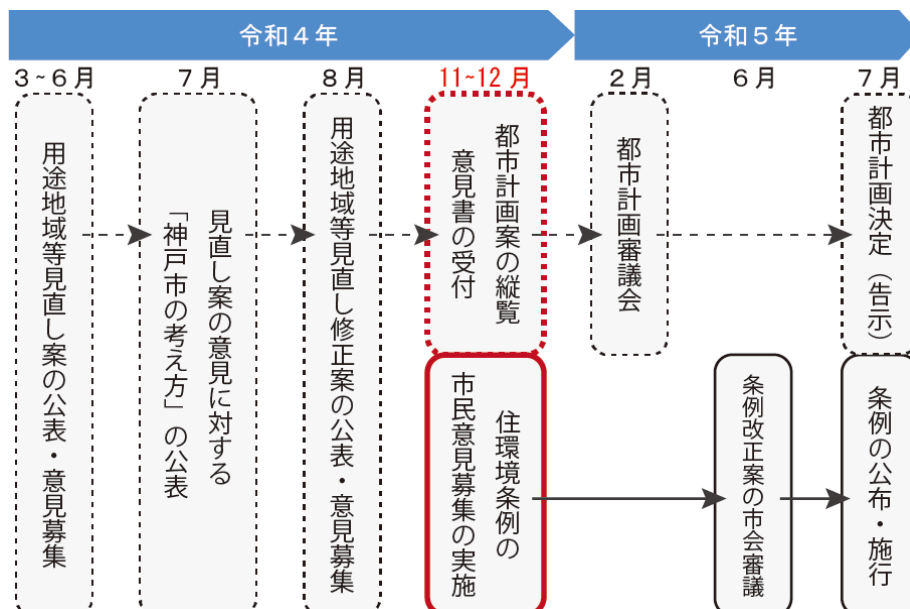 令和４年
令和５年
３~６月
７月
８月
11~12 月
２月
６月
７月
用途地域等見直し案の公表・意見募集
見直し案の意見に対する
「神戸市の考え方」の公表
用途地域等見直し修正案の公表・意見募集
都市計画案の縦覧
意見書の受付
都市計画審議会
都市計画決定（告示）
住環境条例の
市民意見募集の実施
条例改正案の市会審議
条例の公布・施行